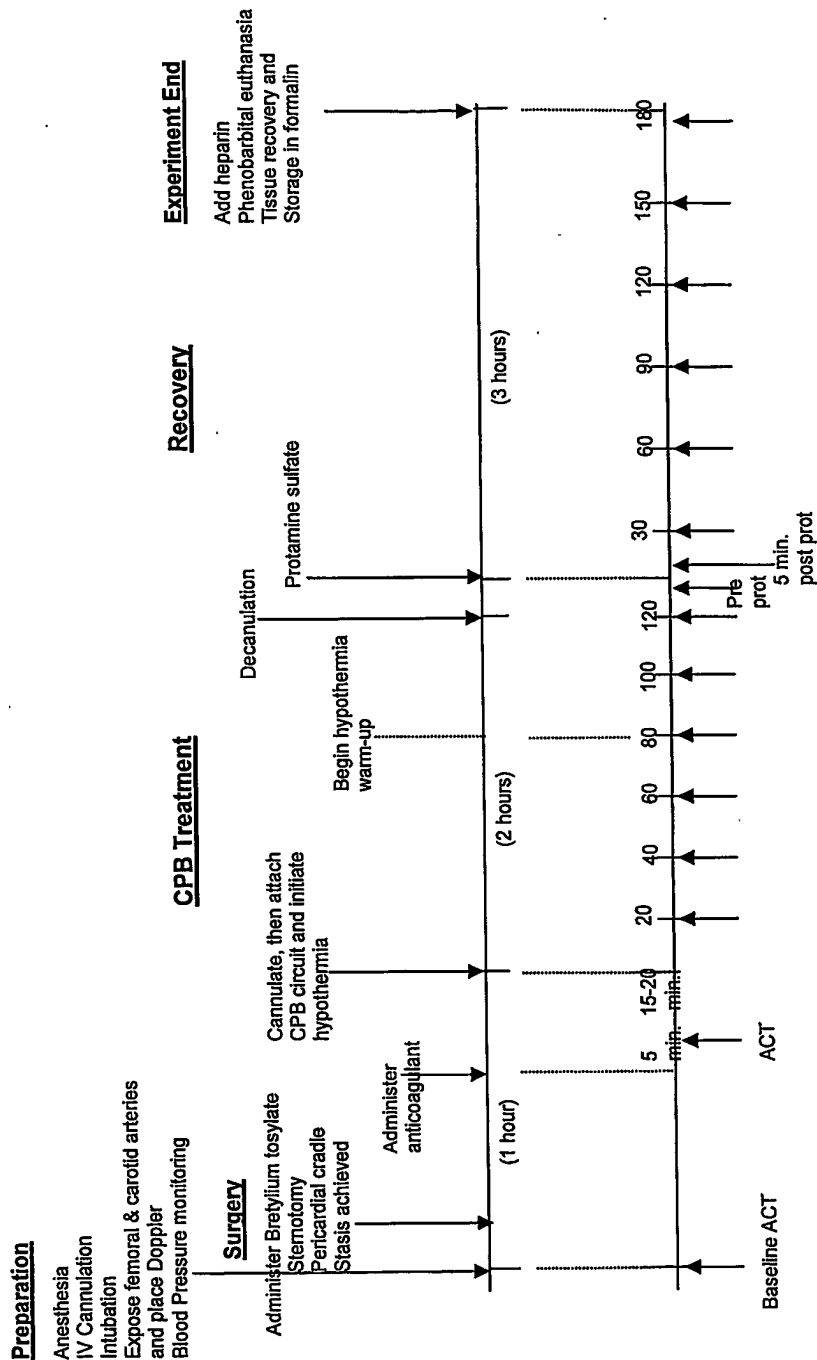 Preparation
Anesthesia
IV Cannulation
Intubation
Expose femoral & carotid arteries
and place Doppler
Blood Pressure monitoring
Surgery
Administer Bretylium tosylate
Sternotomy
Pericardial cradle
Stasis achieved
Administer
anticoagulant
(1 hour)
CPB Treatment
Cannulate, then attach
CPB circuit and initiate
hypothermia
Begin hypothermia
warm-up
(2 hours)
Decanulation
Protamine sulfate
Recovery
(3 hours)
Experiment End
Add heparin
Phenobarbital euthanasia
Tissue recovery and
Storage in formalin
Baseline ACT
5
min.
ACT
15-20
min.
20
40
60
80
100
120
Pre
prot
5 min.
post prot
30
60
90
120
150
180